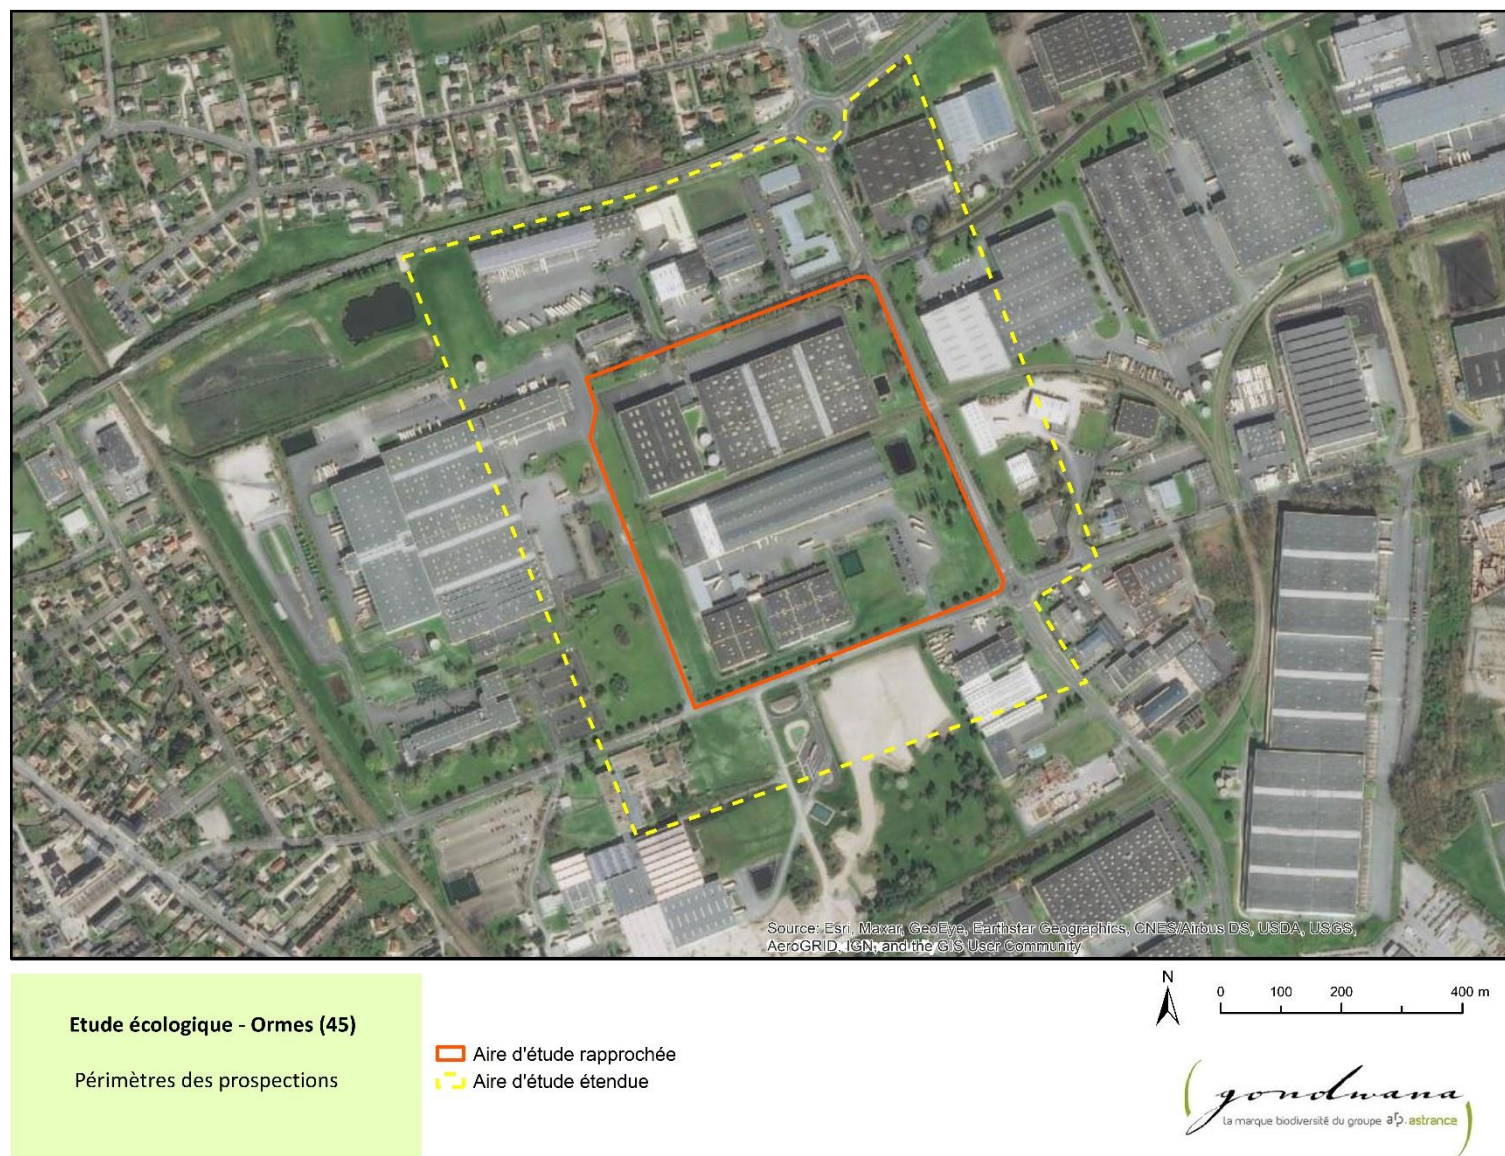 Source: Esri, Maxar, GeoEye, Earthstar Geographics, CNES/Airbus DS, USDA, USGS,
AeroGRID, IGN, and the GIS User Community
Etude écologique - Ormes (45)
Périmètres des prospections
Aire d'étude rapprochée
Aire d'étude étendue
N
0 100 200 400 m
gondwana
La marque biodiversité du groupe arp.astrance